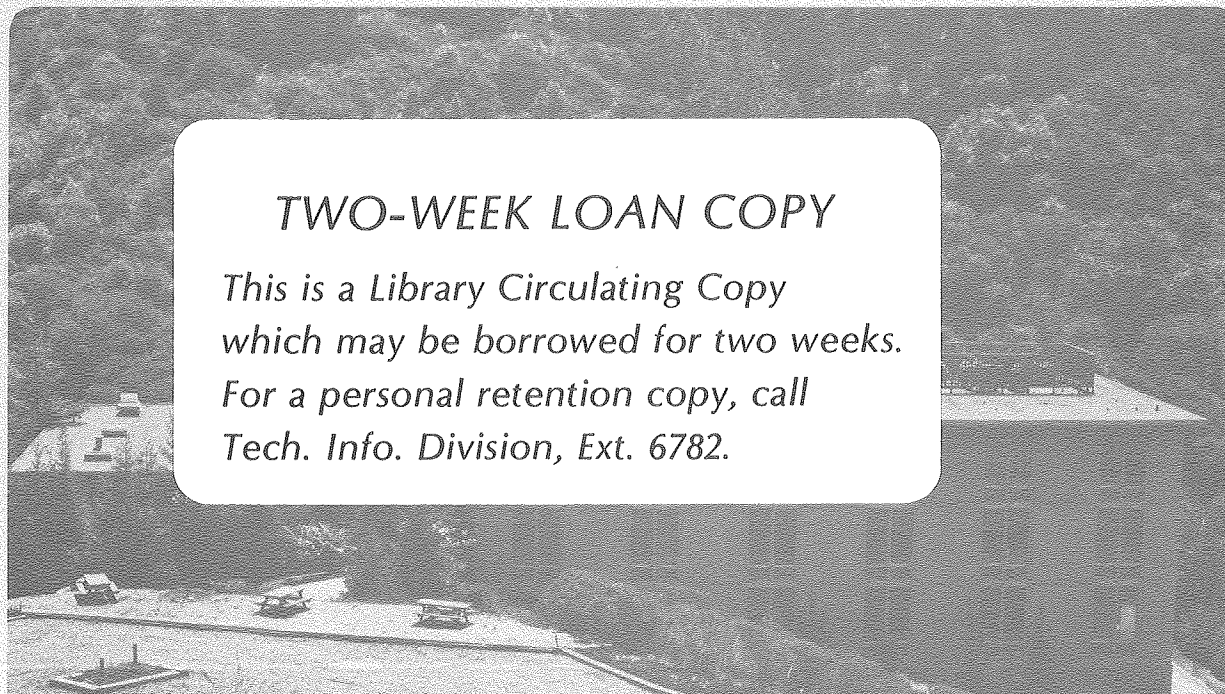 TWO-WEEK LOAN COPY
This is a Library Circulating Copy
which may be borrowed for two weeks.
For a personal retention copy, call
Tech. Info. Division, Ext. 6782.